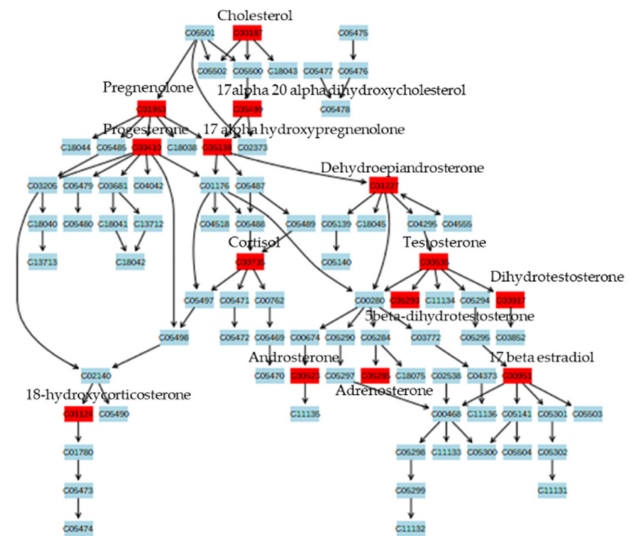 Cholesterol
C05501 C00187 C05475
C05502 C05500 C18043 C05477 C05476
Pregnenolone 17alpha 20 alphadihydroxycholesterol
C05499 C05478
Progesterone 17 alpha hydroxypregnenolone
C18044 C05485 C00410 C18038 C05138 C02373
Dehydroepiandrosterone
C03205 C05479 C03681 C04042 C01176 C05487 C01227
C18040 C05480 C18041 C13712 C04518 C05488 C05489 C05139 C18045 C04295 C04555
Cortisol Testosterone
C13713 C18042 C00735 C05140 C00535
Dihydrotestosterone
C05497 C05471 C00762 C00280 C05293 C11134 C05294 C03917
5beta-dihydrotestosterone
C05498 C05472 C05469 C00674 C05290 C05284 C03772 C05295 C03852
Androsterone 17 beta estradiol
C02140 C05470 C00523 C05297 C05285 C18075 C02538 C04373 C00951
18-hydroxycorticosterone Adrenosterone
C01124 C05490 C11135 C00468 C11136 C05141 C05301 C05503
C01780 C05298 C11133 C05300 C05504 C05302
C05473 C05299 C11131
C05474 C11132